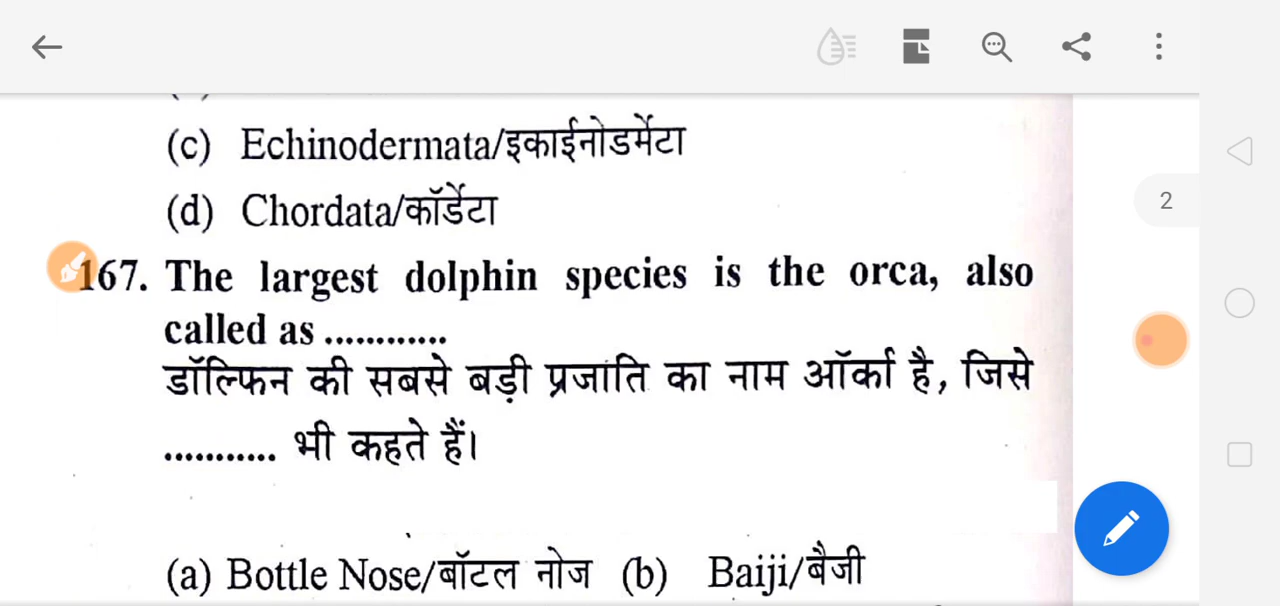 (c) Echinodermata/इकाईनोडर्मेटा
2
(d) Chordata/कॉर्डेटा
167. The largest dolphin species is the orca, also
called as ............
डॉल्फिन की सबसे बड़ी प्रजाति का नाम ऑर्का है, जिसे
........... भी कहते हैं।
(a) Bottle Nose/बॉटल नोज (b) Baiji/बैजी